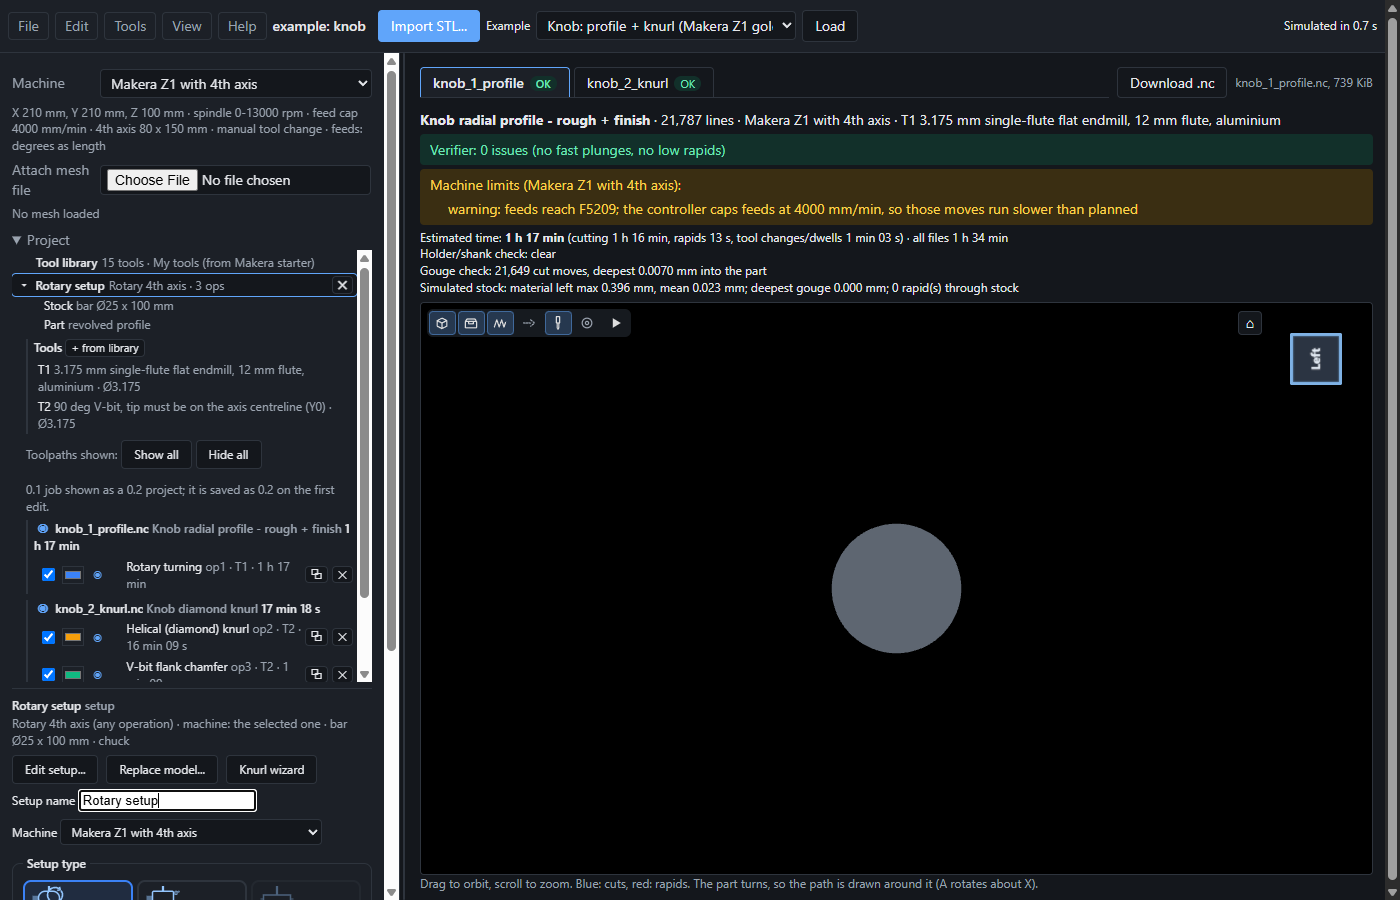 File Edit Tools View Help example: knob Import STL... Example Knob: profile + knurl (Makera Z1 gol Load Simulated in 0.7 s
Machine Makera Z1 with 4th axis
X 210 mm, Y 210 mm, Z 100 mm · spindle 0-13000 rpm · feed cap
4000 mm/min · 4th axis 80 x 150 mm · manual tool change · feeds:
degrees as length
Attach mesh
file
Choose File No file chosen
No mesh loaded
Project
Tool library 15 tools · My tools (from Makera starter)
Rotary setup Rotary 4th axis · 3 ops
Stock bar Ø25 x 100 mm
Part revolved profile
Tools + from library
T1 3.175 mm single-flute flat endmill, 12 mm flute,
aluminium · Ø3.175
T2 90 deg V-bit, tip must be on the axis centreline (Y0) ·
Ø3.175
Toolpaths shown: Show all Hide all
0.1 job shown as a 0.2 project; it is saved as 0.2 on the first
edit.
knob_1_profile.nc Knob radial profile - rough + finish 1
h 17 min
Rotary turning op1 · T1 · 1 h 17
min
knob_2_knurl.nc Knob diamond knurl 17 min 18 s
Helical (diamond) knurl op2 · T2 ·
16 min 09 s
V-bit flank chamfer op3 · T2 · 1
Rotary setup setup
Rotary 4th axis (any operation) · machine: the selected one · bar
Ø25 x 100 mm · chuck
Edit setup... Replace model... Knurl wizard
Setup name Rotary setup
Machine Makera Z1 with 4th axis
Setup type
knob_1_profile OK knob_2_knurl OK Download .nc knob_1_profile.nc, 739 KiB
Knob radial profile - rough + finish · 21,787 lines · Makera Z1 with 4th axis · T1 3.175 mm single-flute flat endmill, 12 mm flute, aluminium
Verifier: 0 issues (no fast plunges, no low rapids)
Machine limits (Makera Z1 with 4th axis):
warning: feeds reach F5209; the controller caps feeds at 4000 mm/min, so those moves run slower than planned
Estimated time: 1 h 17 min (cutting 1 h 16 min, rapids 13 s, tool changes/dwells 1 min 03 s) · all files 1 h 34 min
Holder/shank check: clear
Gouge check: 21,649 cut moves, deepest 0.0070 mm into the part
Simulated stock: material left max 0.396 mm, mean 0.023 mm; deepest gouge 0.000 mm; 0 rapid(s) through stock
Left
Drag to orbit, scroll to zoom. Blue: cuts, red: rapids. The part turns, so the path is drawn around it (A rotates about X).